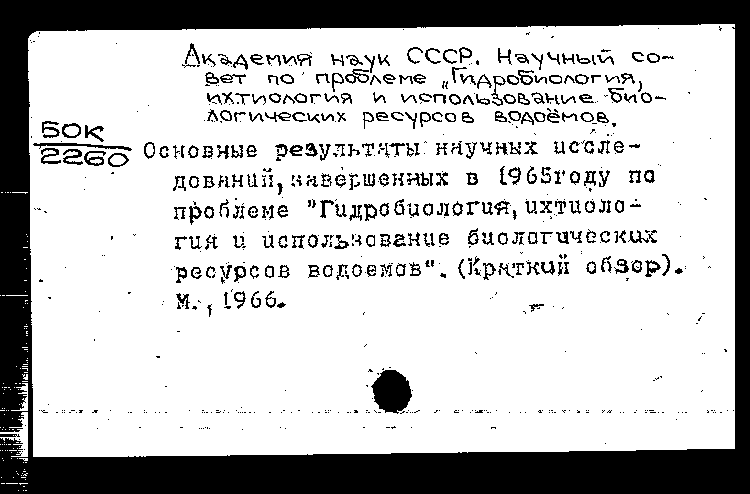 Академия наук СССР. Научный со-
вет по проблеме „Гидробиология,
ихтиология и использование био-
логических ресурсов водоёмов.
БОК
2260
Основные результаты научных иссле-
дований, завершенных в 1965году по
проблеме "Гидробиология, ихтиоло-
гия и использование биологических
ресурсов водоемов". (Краткий обзор).
М., 1966.